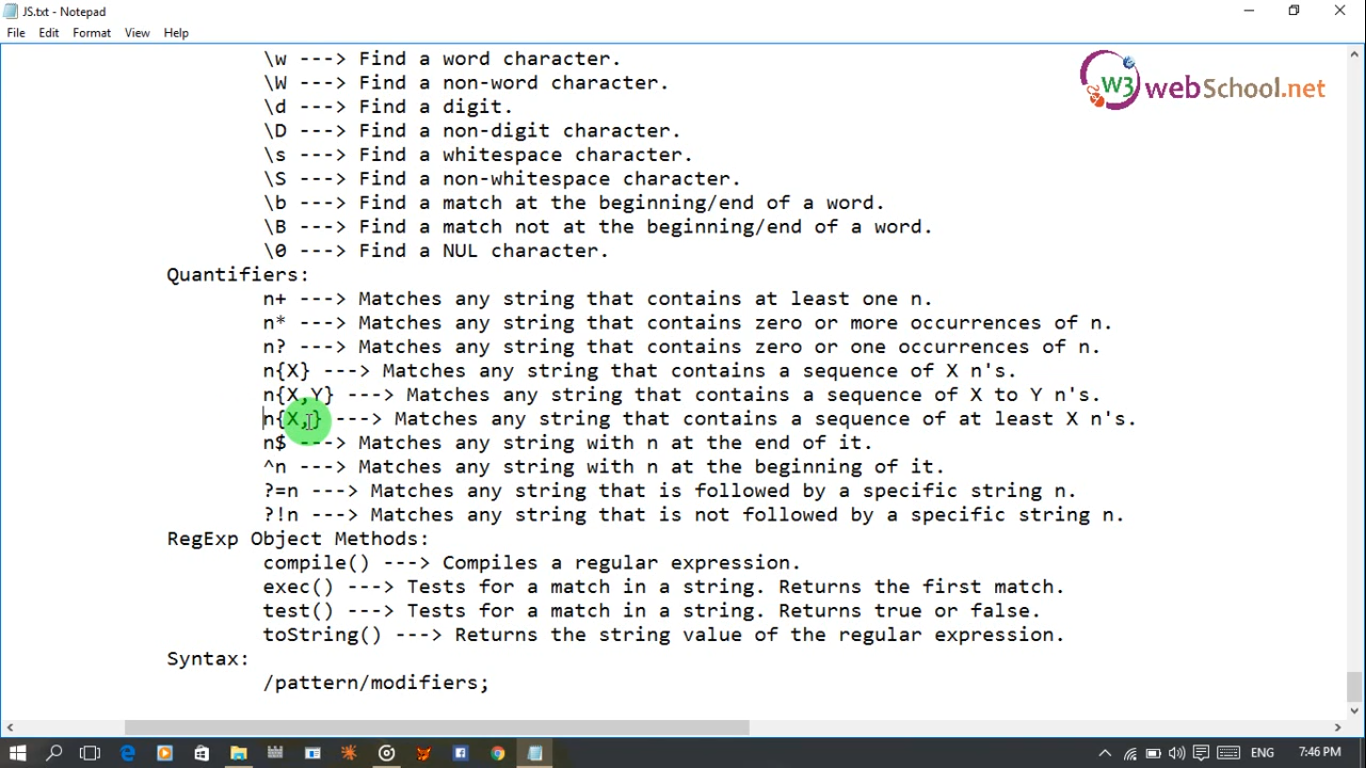 JS.txt - Notepad
File Edit Format View Help
W3 webSchool.net
\w ---> Find a word character.
\W ---> Find a non-word character.
\d ---> Find a digit.
\D ---> Find a non-digit character.
\s ---> Find a whitespace character.
\S ---> Find a non-whitespace character.
\b ---> Find a match at the beginning/end of a word.
\B ---> Find a match not at the beginning/end of a word.
\0 ---> Find a NUL character.
Quantifiers:
n+ ---> Matches any string that contains at least one n.
n* ---> Matches any string that contains zero or more occurrences of n.
n? ---> Matches any string that contains zero or one occurrences of n.
n{X} ---> Matches any string that contains a sequence of X n's.
n{X,Y} ---> Matches any string that contains a sequence of X to Y n's.
n{X,} ---> Matches any string that contains a sequence of at least X n's.
n$ ---> Matches any string with n at the end of it.
^n ---> Matches any string with n at the beginning of it.
?=n ---> Matches any string that is followed by a specific string n.
?!n ---> Matches any string that is not followed by a specific string n.
RegExp Object Methods:
compile() ---> Compiles a regular expression.
exec() ---> Tests for a match in a string. Returns the first match.
test() ---> Tests for a match in a string. Returns true or false.
toString() ---> Returns the string value of the regular expression.
Syntax:
/pattern/modifiers;
ENG 7:46 PM